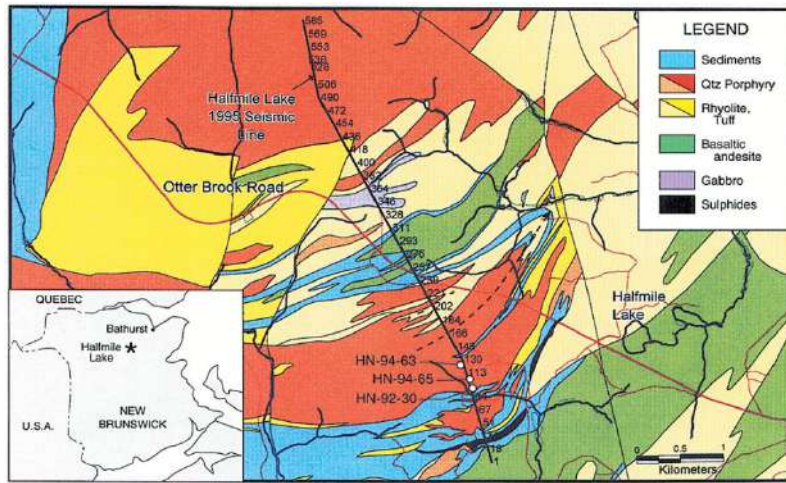 585
569
553
506
490
472
454
436
418
400
364
346
328
311
293
202
166
130
113
67
18
1
Halfmile Lake
1995 Seismic
Line
Otter Brook Road
HN-94-63
HN-94-65
HN-92-30
Halfmile
Lake
0 0.5 1
Kilometers
LEGEND
Sediments
Qtz Porphyry
Rhyolite,
Tuff
Basaltic
andesite
Gabbro
Sulphides
QUEBEC
Bathurst
Halfmile
Lake
NEW
BRUNSWICK
U.S.A.